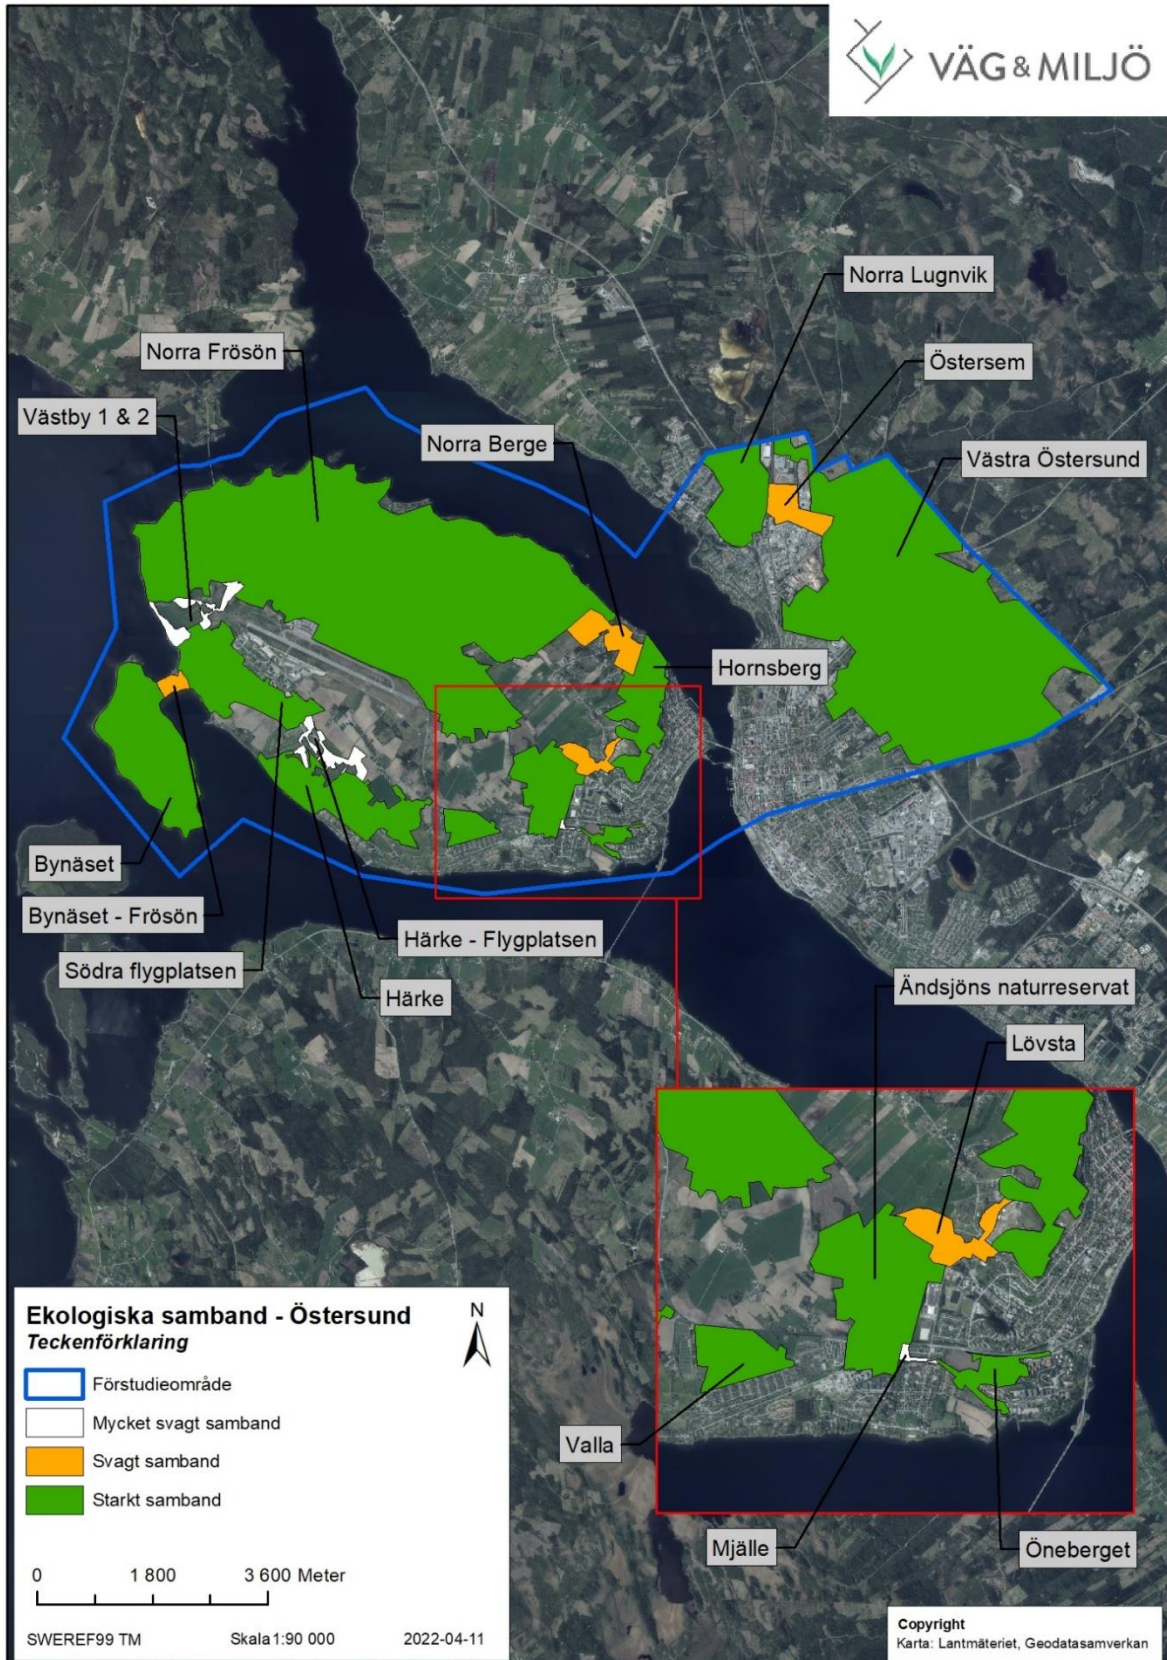 VÄG & MILJÖ
Norra Lugnvik
Norra Frösön
Östersem
Västby 1 & 2
Norra Berge
Västra Östersund
Hornsberg
Bynäset
Bynäset - Frösön
Härke - Flygplatsen
Södra flygplatsen
Härke
Ändsjöns naturreservat
Lövsta
Valla
Mjälle
Öneberget
Ekologiska samband - Östersund
Teckenförklaring
N
Förstudieområde
Mycket svagt samband
Svagt samband
Starkt samband
0 1 800 3 600 Meter
SWEREF99 TM Skala 1:90 000 2022-04-11
Copyright
Karta: Lantmäteriet, Geodatasamverkan